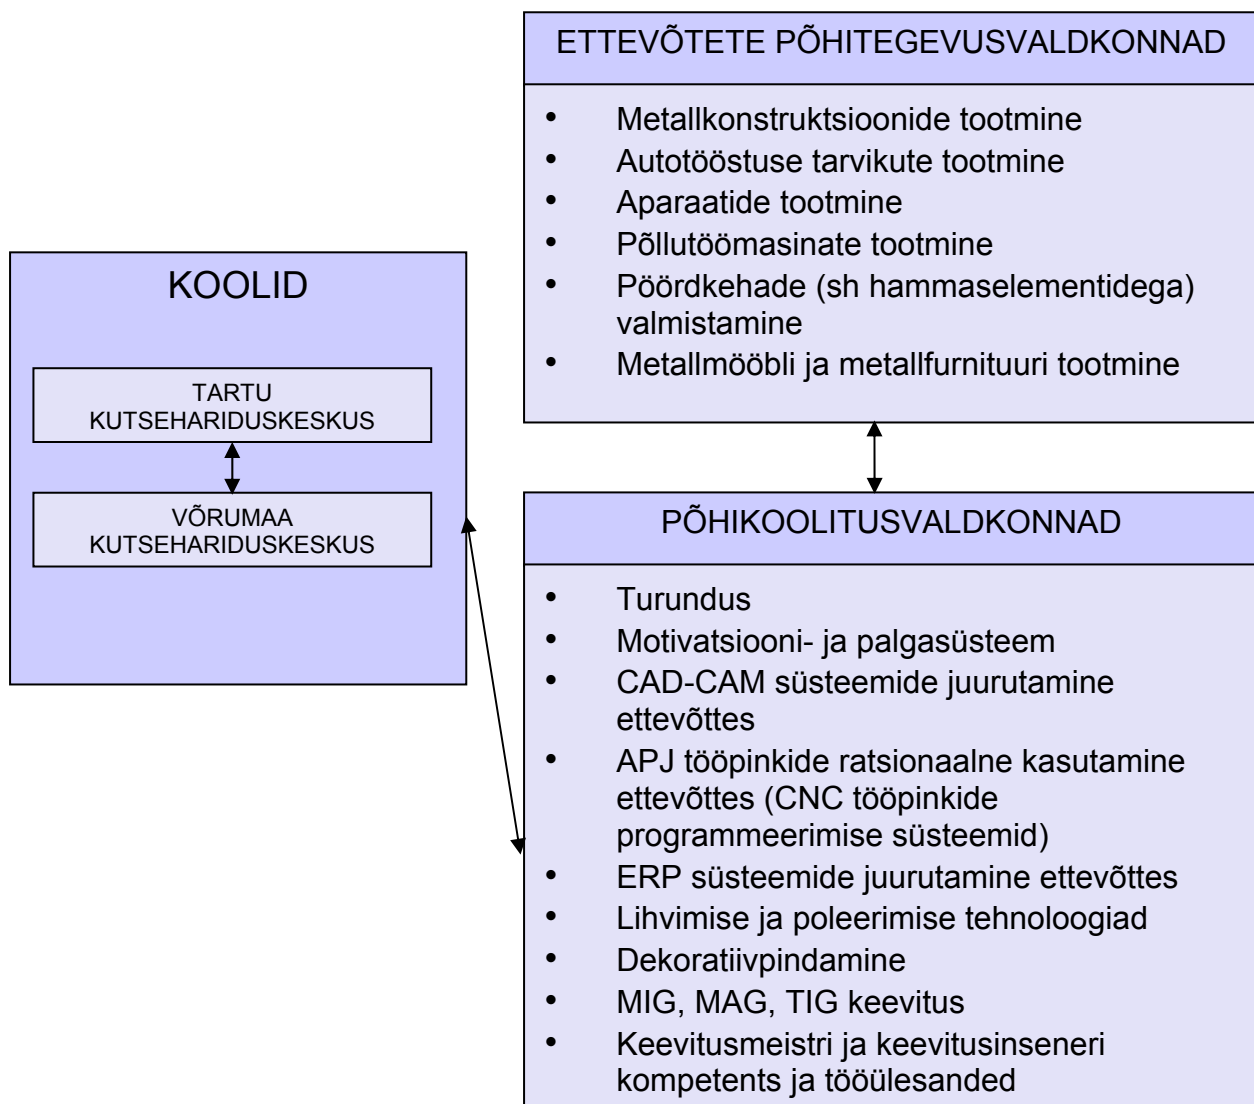 ETTEVÕTETE PÕHITEGEVUSVALDKONNAD
• Metallkonstruktsioonide tootmine
• Autotööstuse tarvikute tootmine
• Aparaatide tootmine
• Põllutöömasinate tootmine
• Pöördkehade (sh hammaselementidega)
valmistamine
• Metallmööbli ja metallfurnituuri tootmine
KOOLID
TARTU
KUTSEHARIDUSKESKUS
VÕRUMAA
KUTSEHARIDUSKESKUS
PÕHIKOOLITUSVALDKONNAD
• Turundus
• Motivatsiooni- ja palgasüsteem
• CAD-CAM süsteemide juurutamine
ettevõttes
• APJ tööpinkide ratsionaalne kasutamine
ettevõttes (CNC tööpinkide
programmeerimise süsteemid)
• ERP süsteemide juurutamine ettevõttes
• Lihvimise ja poleerimise tehnoloogiad
• Dekoratiivpindamine
• MIG, MAG, TIG keevitus
• Keevitusmeistri ja keevitusinseneri
kompetents ja tööülesanded